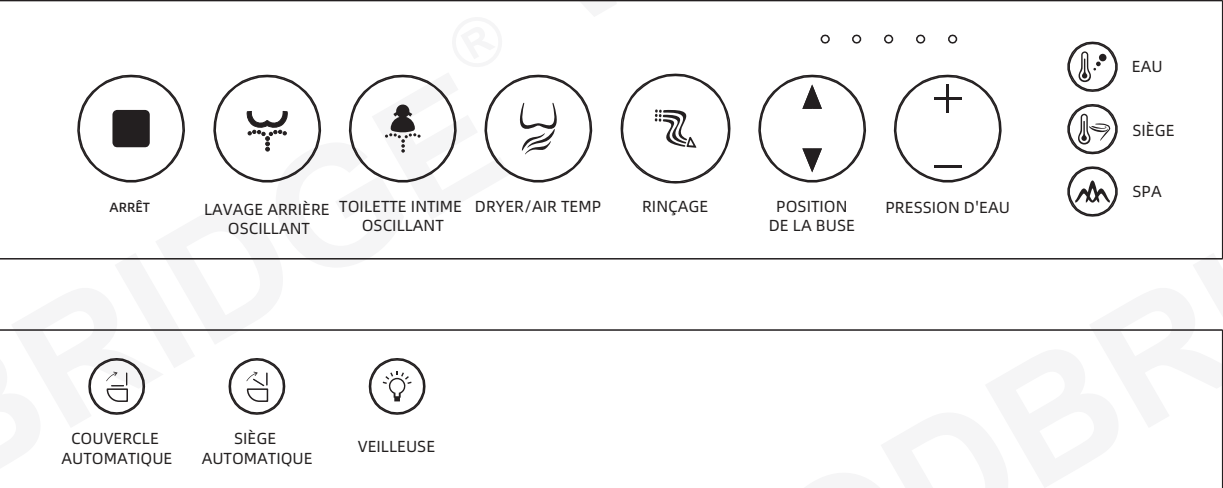 EAU
SIÈGE
SPA
ARRÊT
LAVAGE ARRIÈRE
OSCILLANT
TOILETTE INTIME
OSCILLANT
DRYER/AIR TEMP
RINÇAGE
POSITION
DE LA BUSE
PRESSION D'EAU
COUVERCLE
AUTOMATIQUE
SIÈGE
AUTOMATIQUE
VEILLEUSE
BRIDGE®